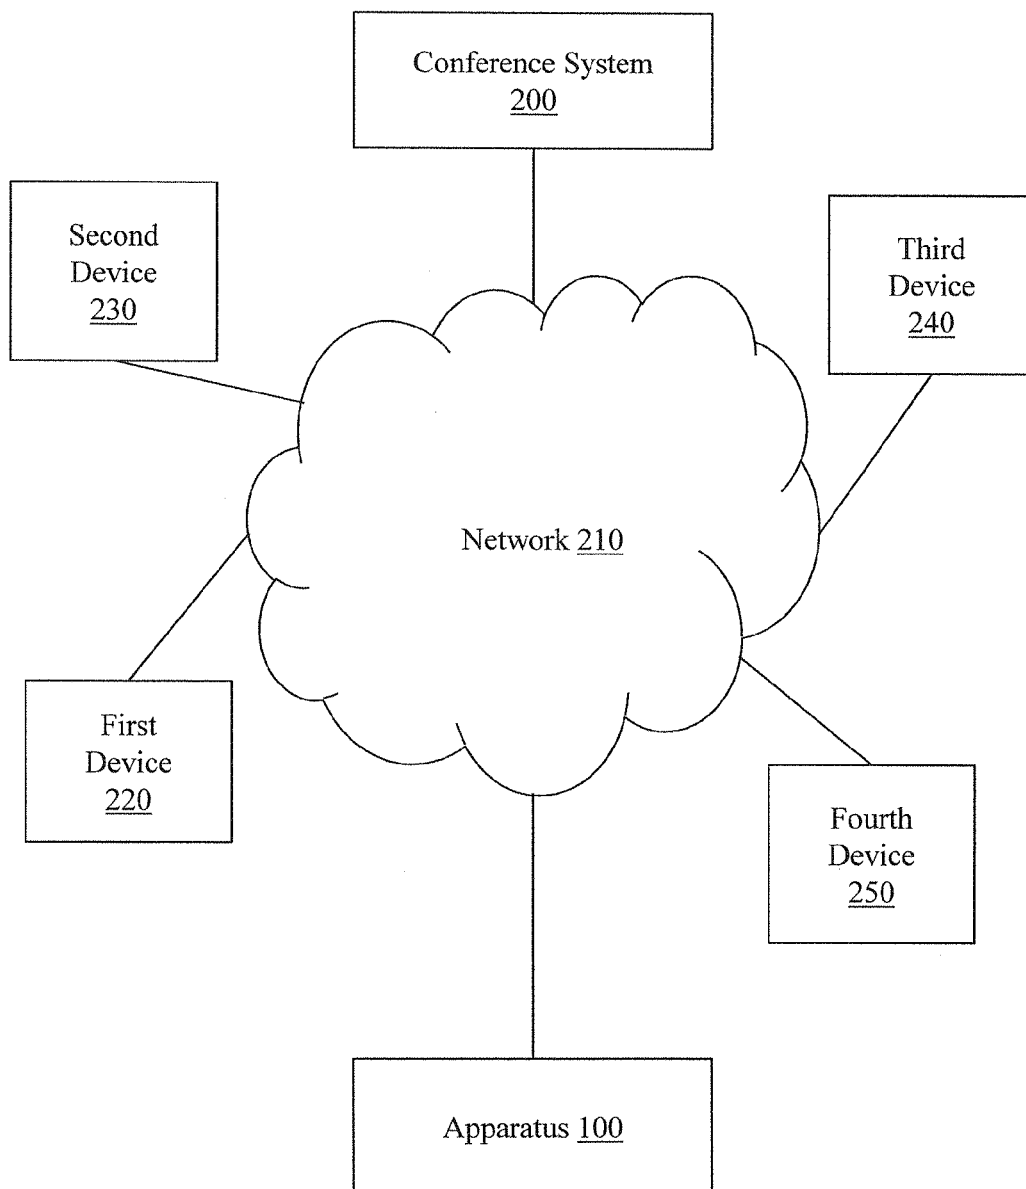 Conference System
200
Second
Device
230
Third
Device
240
Network 210
First
Device
220
Fourth
Device
250
Apparatus 100